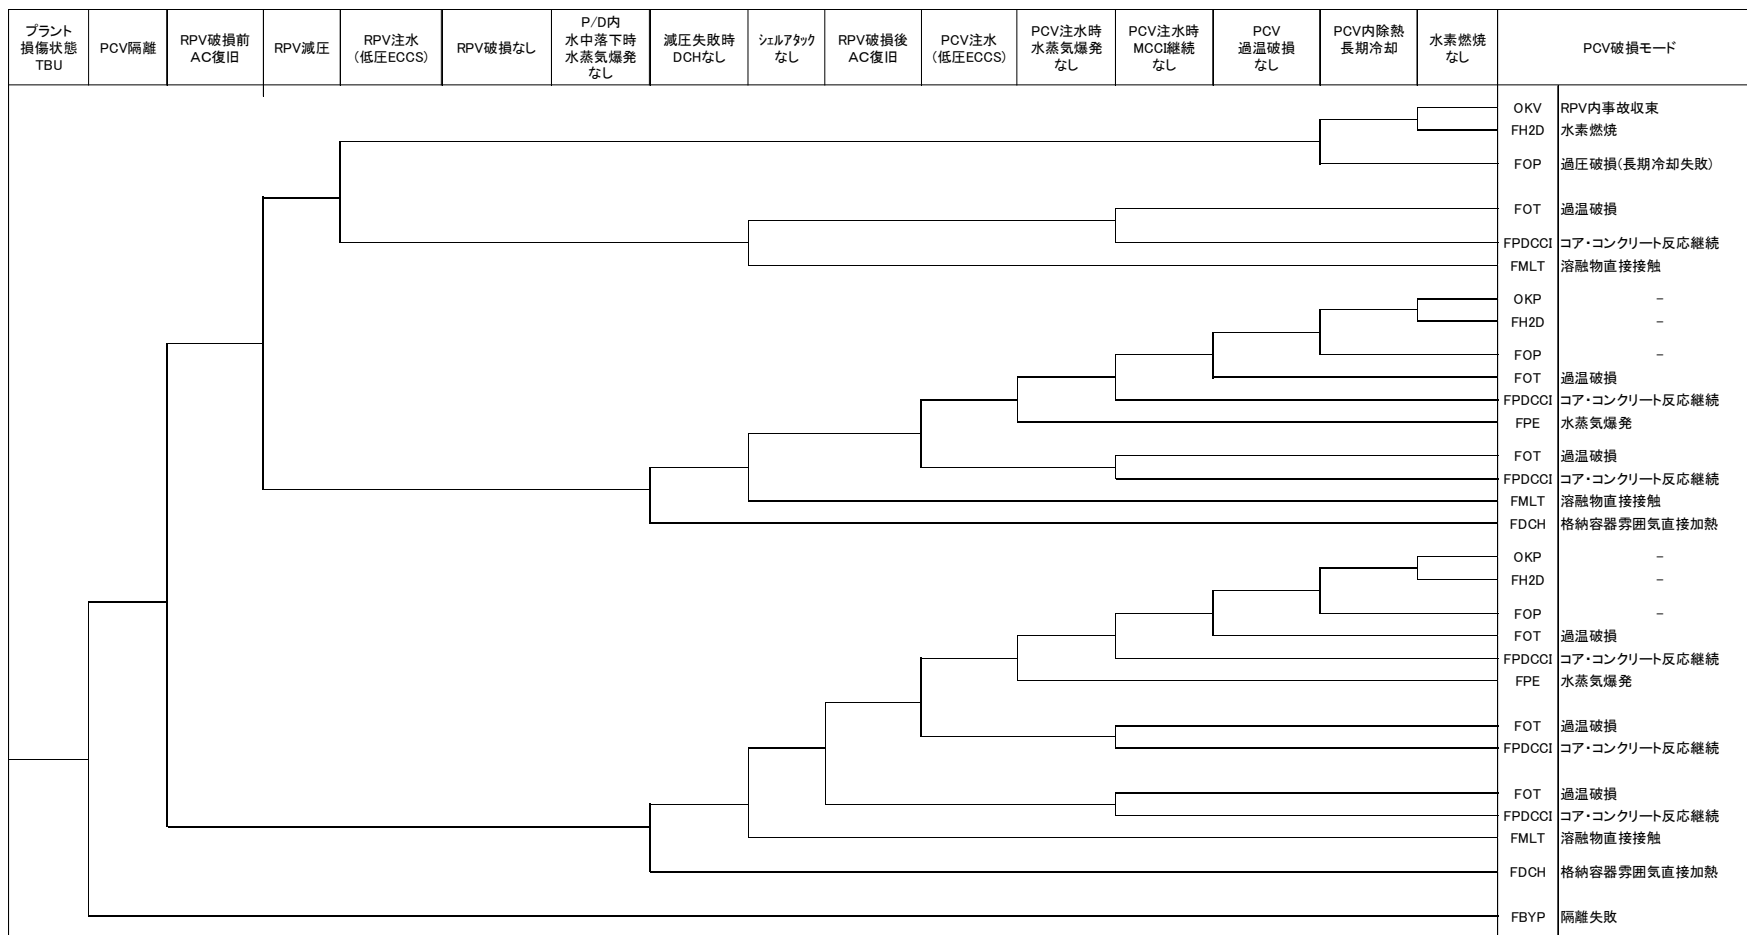 プラント
損傷状態
TBU
PCV隔離
RPV破損前
AC復旧
RPV減圧
RPV注水
(低圧ECCS)
RPV破損なし
P/D内
水中落下時
水蒸気爆発
なし
減圧失敗時
DCHなし
シェルアタック
なし
RPV破損後
AC復旧
PCV注水
(低圧ECCS)
PCV注水時
水蒸気爆発
なし
PCV注水時
MCCI継続
なし
PCV
過温破損
なし
PCV内除熱
長期冷却
水素燃焼
なし
PCV破損モード
OKV RPV内事故収束
FH2D 水素燃焼
FOP 過圧破損(長期冷却失敗)
FOT 過温破損
FPDCCI コア・コンクリート反応継続
FMLT 溶融物直接接触
OKP −
FH2D −
FOP −
FOT 過温破損
FPDCCI コア・コンクリート反応継続
FPE 水蒸気爆発
FOT 過温破損
FPDCCI コア・コンクリート反応継続
FMLT 溶融物直接接触
FDCH 格納容器雰囲気直接加熱
OKP −
FH2D −
FOP −
FOT 過温破損
FPDCCI コア・コンクリート反応継続
FPE 水蒸気爆発
FOT 過温破損
FPDCCI コア・コンクリート反応継続
FOT 過温破損
FPDCCI コア・コンクリート反応継続
FMLT 溶融物直接接触
FDCH 格納容器雰囲気直接加熱
FBYP 隔離失敗